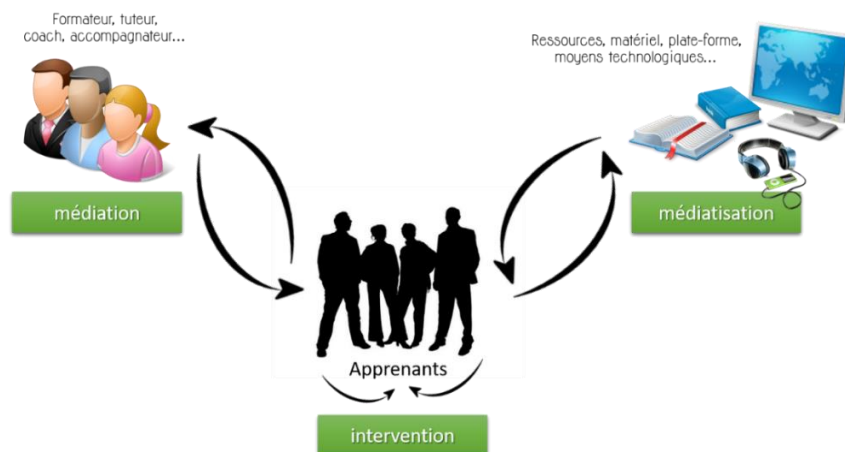 Formateur, tuteur,
coach, accompagnateur...
Ressources, matériel, plate-forme,
moyens technologiques...
médiation
médiatisation
Apprenants
intervention